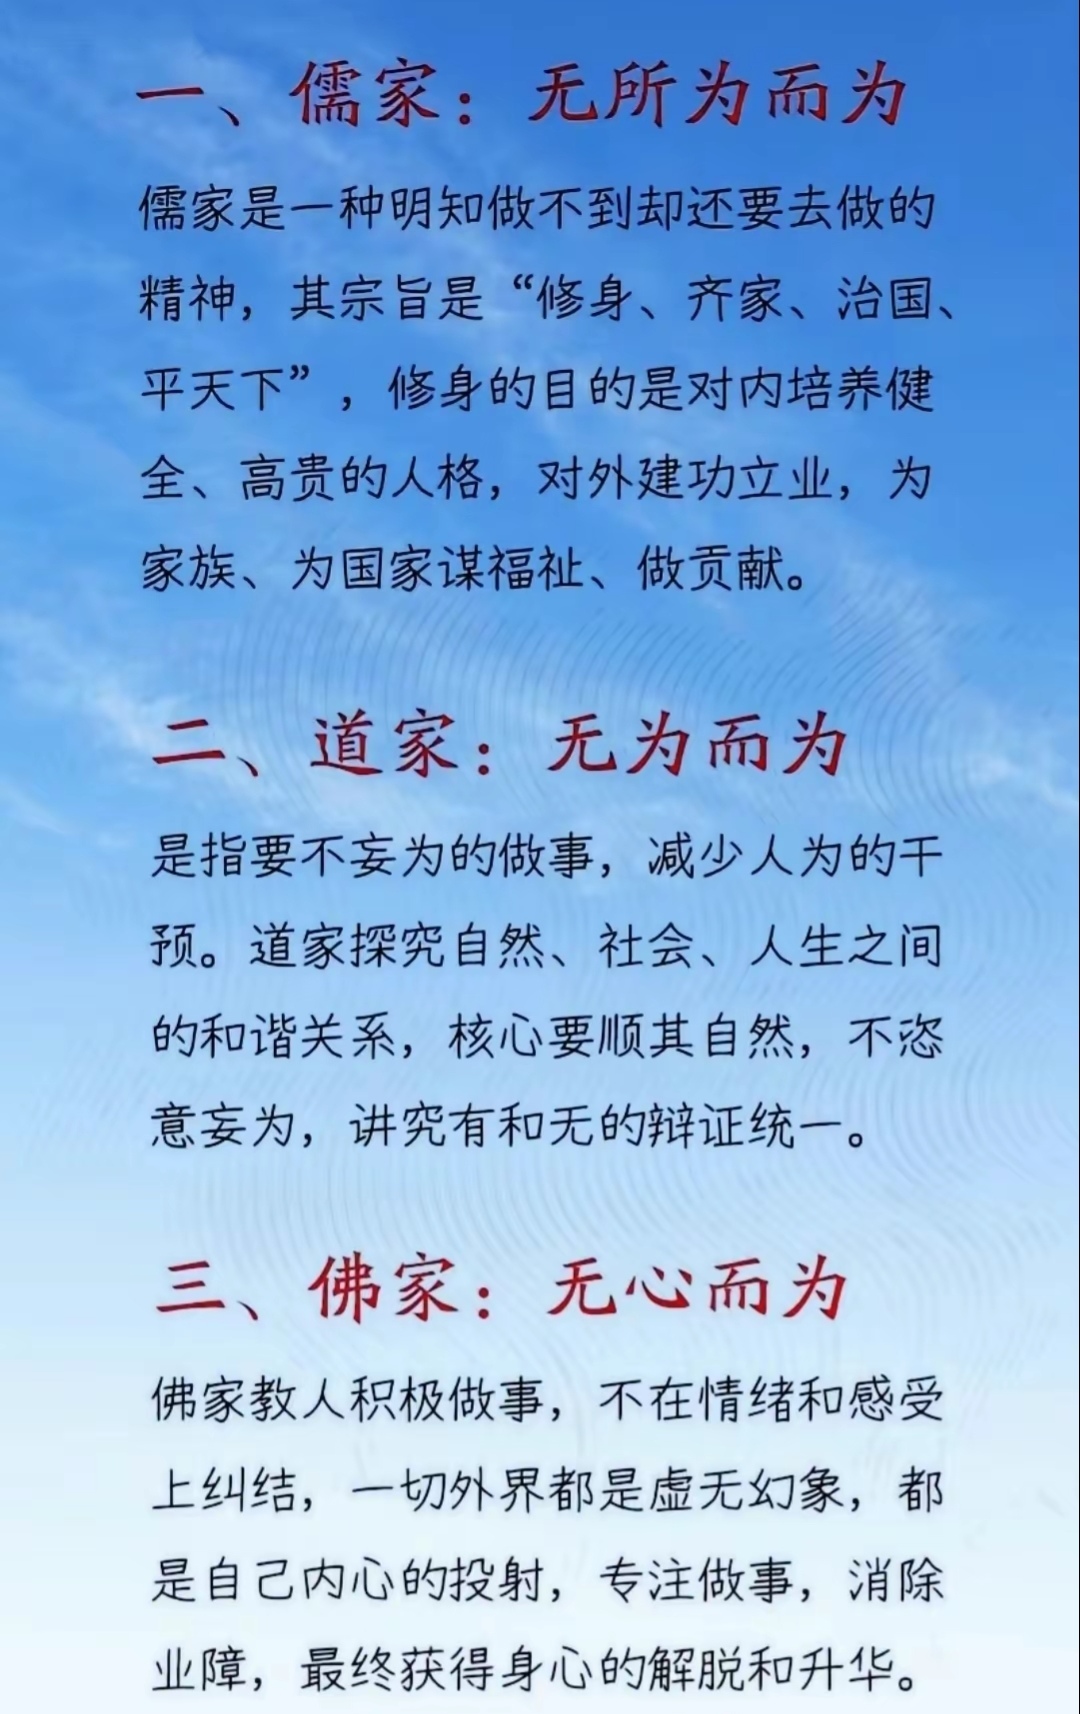 一、儒家：无所为而为
儒家是一种明知做不到却还要去做的
精神，其宗旨是“修身、齐家、治国、
平天下”，修身的目的是对内培养健
全、高贵的人格，对外建功立业，为
家族、为国家谋福祉、做贡献。
二、道家：无为而为
是指要不妄为的做事，减少人为的干
预。道家探究自然、社会、人生之间
的和谐关系，核心要顺其自然，不恣
意妄为，讲究有和无的辩证统一。
三、佛家：无心而为
佛家教人积极做事，不在情绪和感受
上纠结，一切外界都是虚无幻象，都
是自己内心的投射，专注做事，消除
业障，最终获得身心的解脱和升华。